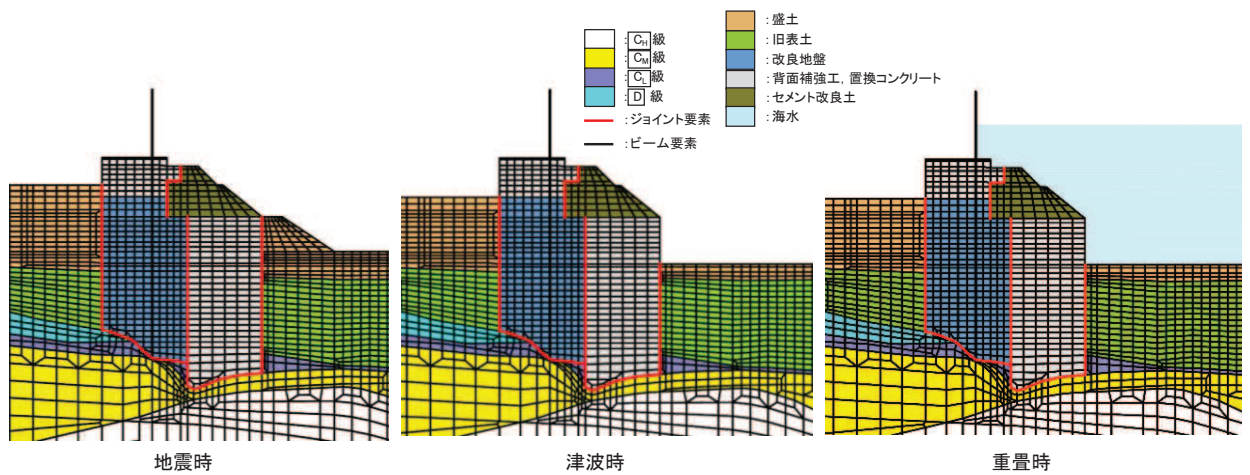 :C_H級
:C_M級
:C_L級
:D 級
:ジョイント要素
:ビーム要素
:盛土
:旧表土
:改良地盤
:背面補強工，置換コンクリート
:セメント改良土
:海水
地震時
津波時
重畳時